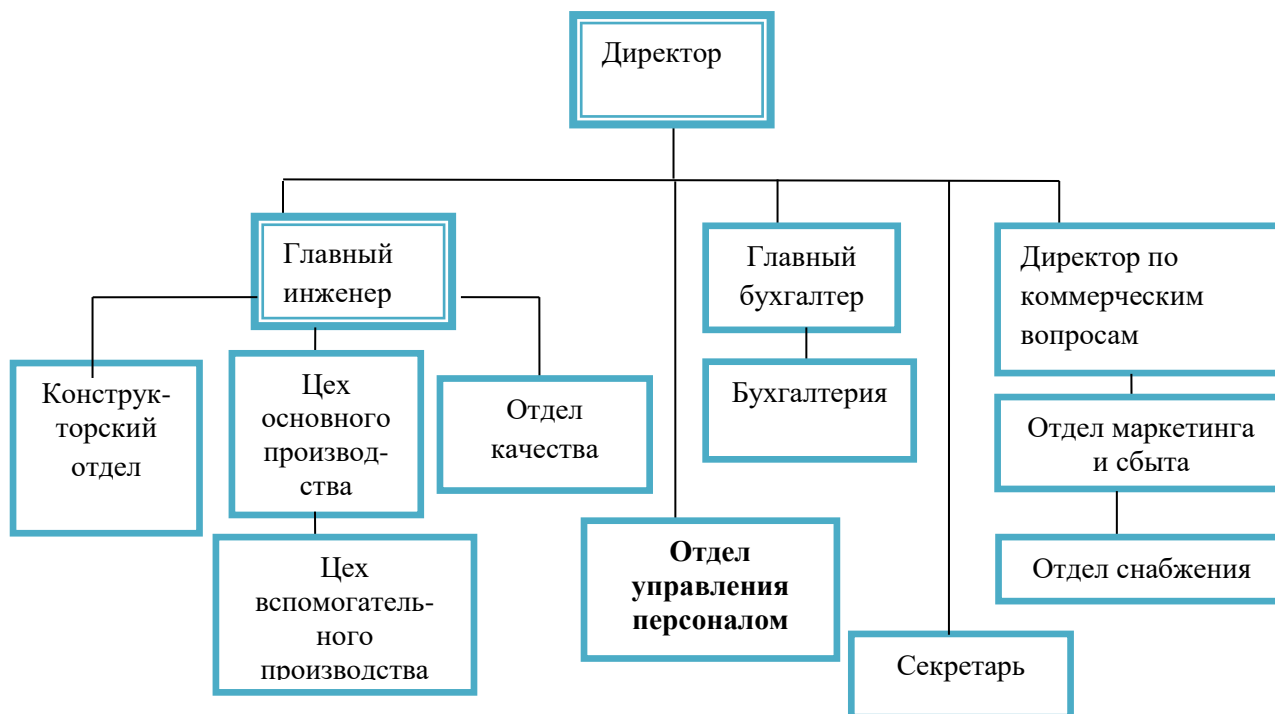 Директор
Главный
инженер
Главный
бухгалтер
Директор по
коммерческим
вопросам
Конструк-
торский
отдел
Цех
основного
производ-
ства
Отдел
качества
Бухгалтерия
Отдел маркетинга
и сбыта
Цех
вспомогатель-
ного
производства
Отдел
управления
персоналом
Отдел снабжения
Секретарь